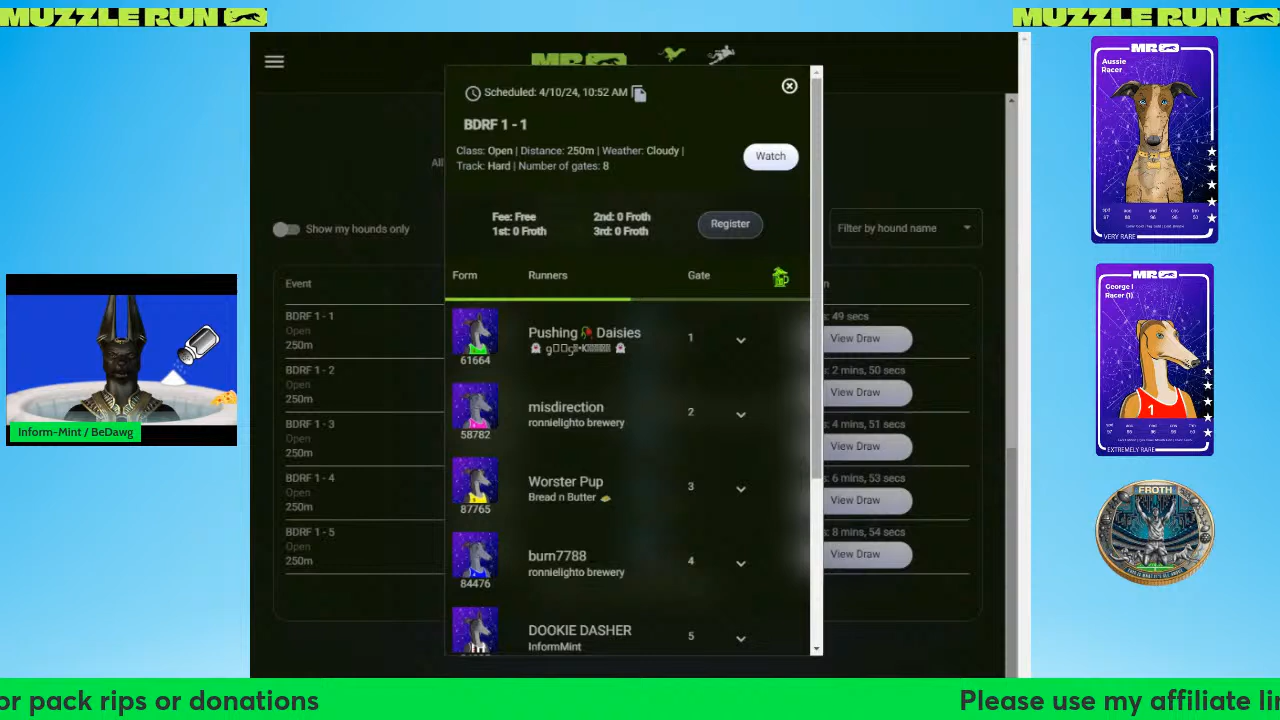 MUZZLE RUN
MUZZLE RUN
Scheduled: 4/10/24, 10:52 AM
BDRF 1 - 1
Class: Open | Distance: 250m | Weather: Cloudy |
Track: Hard | Number of gates: 8
Watch
Fee: Free
1st: 0 Froth
2nd: 0 Froth
3rd: 0 Froth
Register
Form Runners Gate
Pushing Daisies
61664
1
misdirection
ronnielighto brewery
58782
2
Worster Pup
Bread n Butter
87765
3
burn7788
ronnielighto brewery
84476
4
DOOKIE DASHER
InformMint
5
Show my hounds only
Filter by hound name
Event
BDRF 1 - 1
Open
250m
: 49 secs
View Draw
BDRF 1 - 2
Open
250m
: 2 mins, 50 secs
View Draw
BDRF 1 - 3
Open
250m
: 4 mins, 51 secs
View Draw
BDRF 1 - 4
Open
250m
: 6 mins, 53 secs
View Draw
BDRF 1 - 5
Open
250m
: 8 mins, 54 secs
View Draw
Inform-Mint / BeDawg
MR
Aussie
Racer
VERY RARE
MR
George I
Racer (1)
1
EXTREMELY RARE
FROTH
or pack rips or donations
Please use my affiliate lin